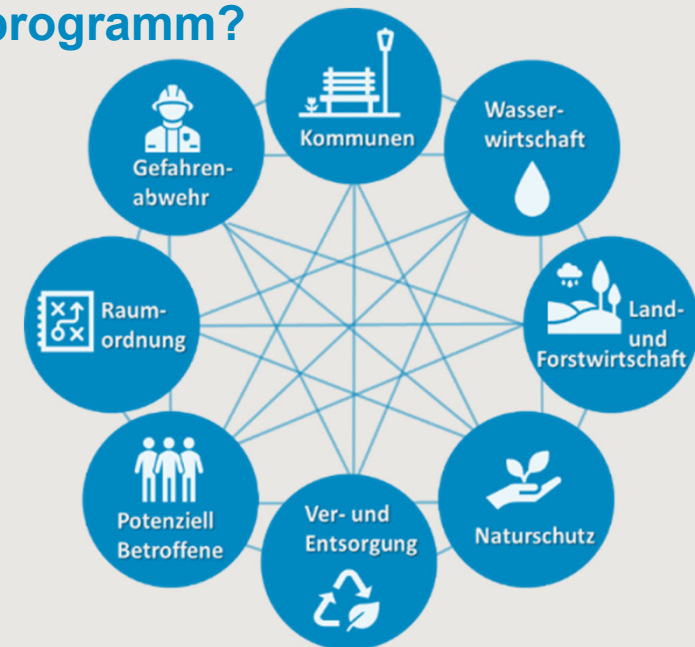 programm?
Kommunen
Wasser-
wirtschaft
Gefahren-
abwehr
Raum-
ordnung
Land-
und
Forstwirtschaft
Potenziell
Betroffene
Ver- und
Entsorgung
Naturschutz